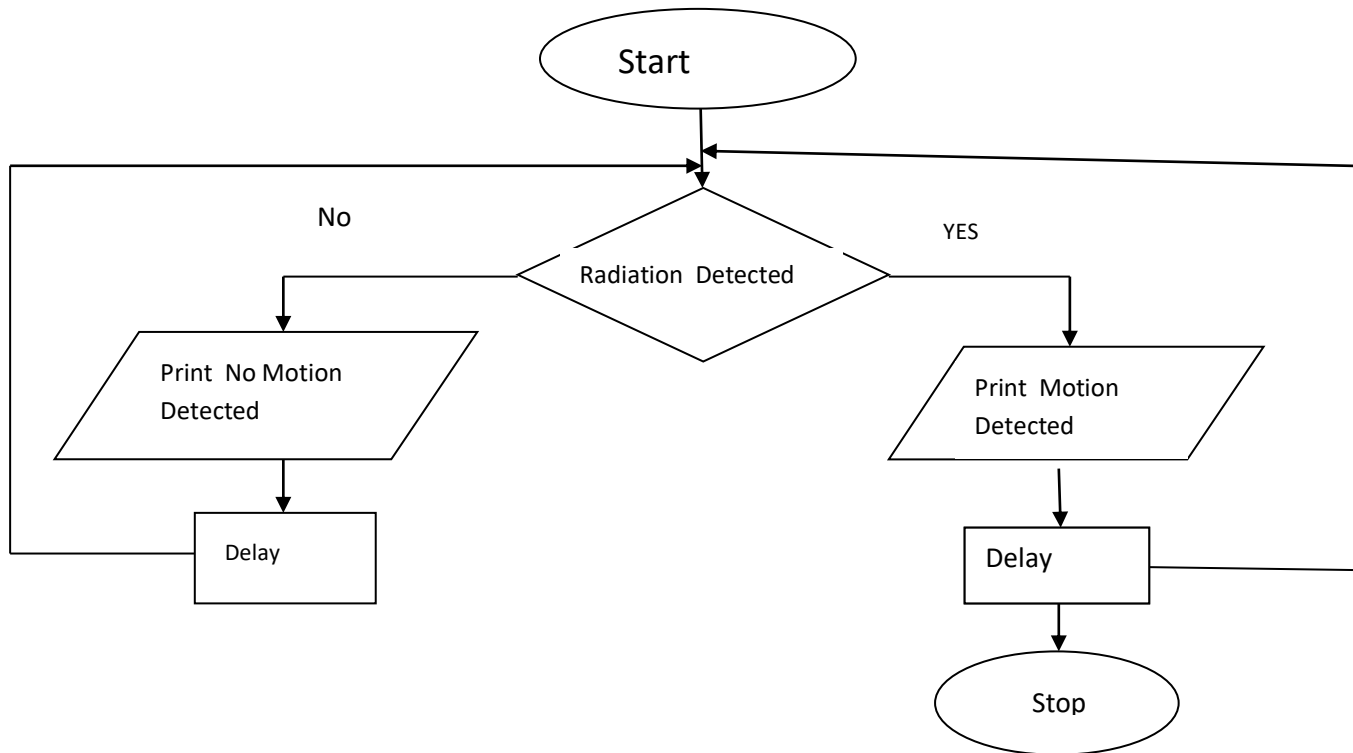 Start
No
YES
Radiation Detected
Print No Motion
Detected
Print Motion
Detected
Delay
Delay
Stop